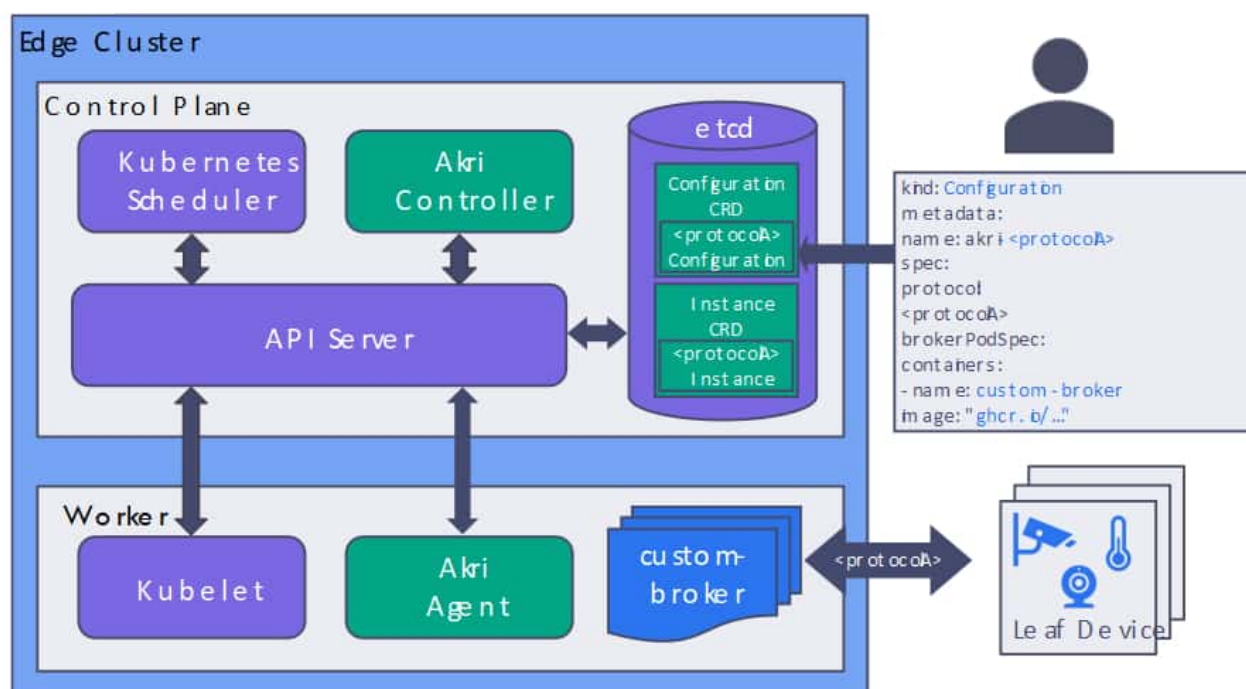 Edge Cluster
Control Plane
Kubernetes
Scheduler
Akri
Controller
API Server
etcd
Configuration
CRD
<protocolA>
Configuration
Instance
CRD
<protocolA>
Instance
kind: Configuration
metadata:
name: akri-<protocolA>
spec:
protocol
<protocolA>
brokerPodSpec:
containers:
- name: custom-broker
image: "ghcr.io/..."
Worker
Kubelet
Akri
Agent
custom-
broker
<protocolA>
Leaf Device